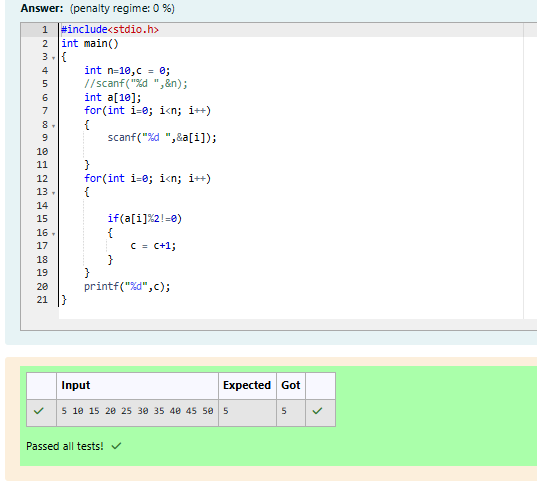 Answer: (penalty regime: 0 %)
1 #include<stdio.h>
2 int main()
3 {
4 int n=10,c = 0;
5 //scanf("%d ",&n);
6 int a[10];
7 for(int i=0; i<n; i++)
8 {
9 scanf("%d ",&a[i]);
10
11 }
12 for(int i=0; i<n; i++)
13 {
14
15 if(a[i]%2!=0)
16 {
17 c = c+1;
18 }
19 }
20 printf("%d",c);
21 }
Input Expected Got
5 10 15 20 25 30 35 40 45 50 5 5
Passed all tests!